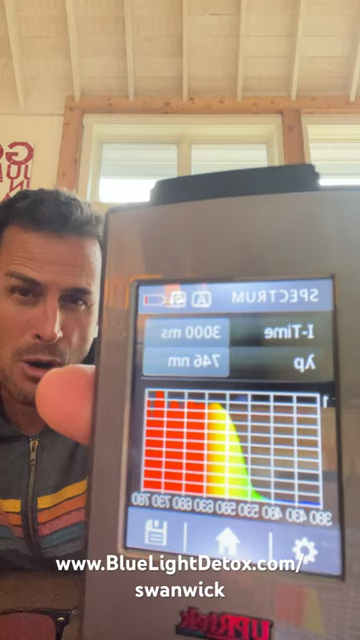 SPECTRUM
A
I-Time 3000 ms
λp 746 nm
1
380 430 480 530 580 630 680 730 780
www.BlueLightDetox.com/
swanwick
UPRtek